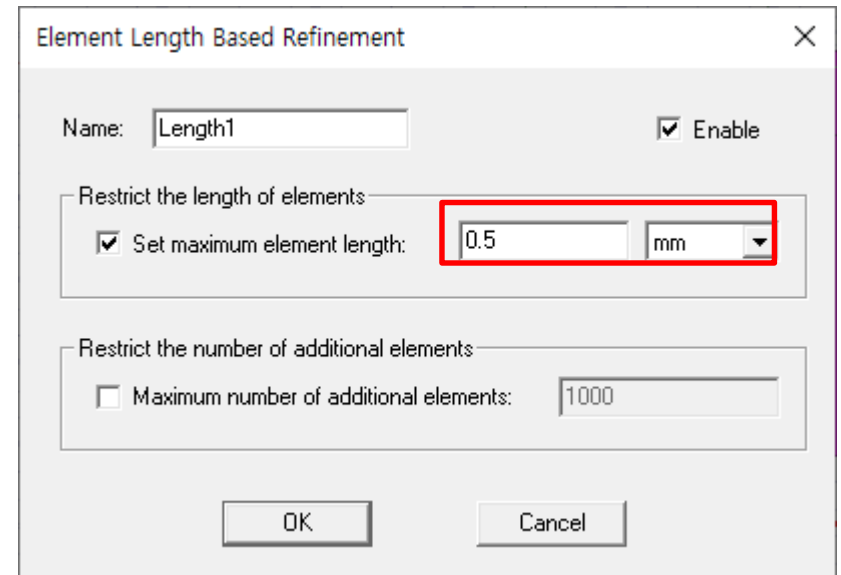 Element Length Based Refinement
Name: Length1 Enable
Restrict the length of elements
Set maximum element length: 0.5 mm
Restrict the number of additional elements
Maximum number of additional elements: 1000
OK Cancel